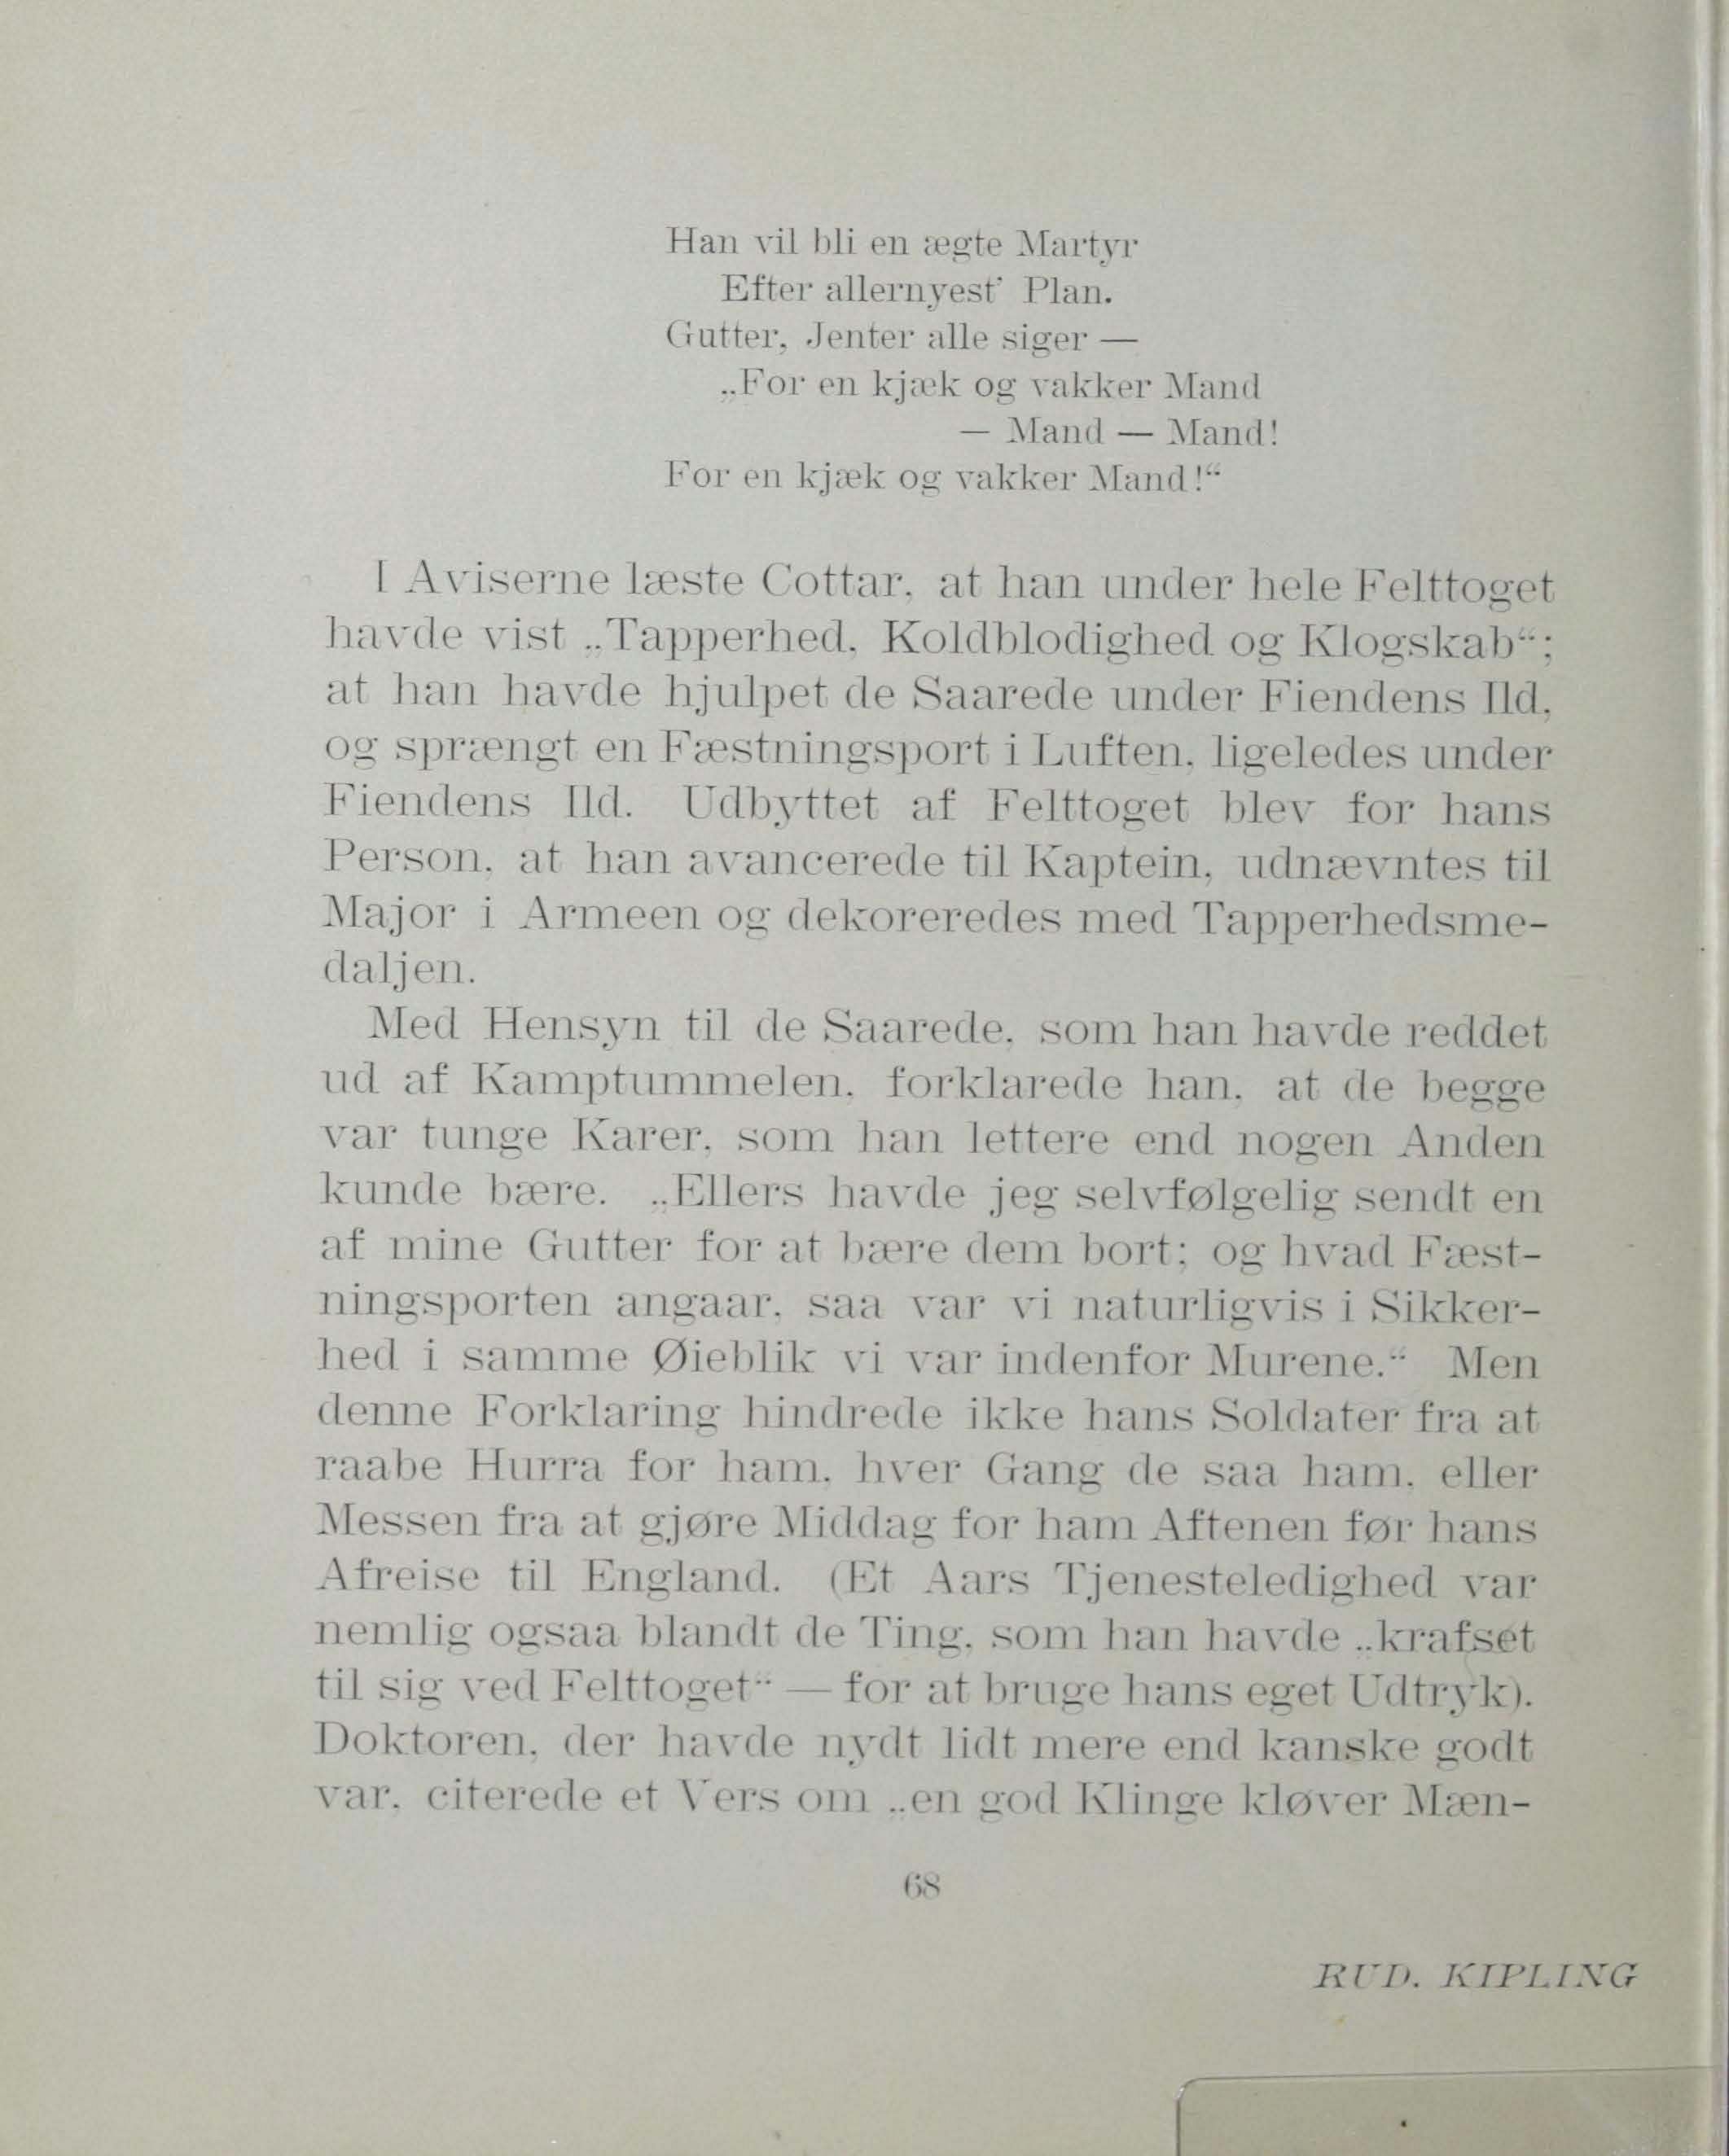 Han vil bli en ægte Martyr
Efter allernyest' Plan.
Gutter, Jenter alle siger —
„For en kjæk og vakker Mand
— Mand — Mand!
For en kjæk og vakker Mand!“
I Aviserne læste Cottar, at han under hele Felttoget
havde vist „Tapperhed, Koldblodighed og Klogskab“;
at han havde hjulpet de Saarede under Fiendens Ild,
og sprængt en Fæstningsport i Luften, ligeledes under
Fiendens Ild. Udbyttet af Felttoget blev for hans
Person, at han avancerede til Kaptein, udnævntes til
Major i Armeen og dekoreredes med Tapperhedsme-
daljen.
Med Hensyn til de Saarede, som han havde reddet
ud af Kamptummelen, forklarede han, at de begge
var tunge Karer, som han lettere end nogen Anden
kunde bære. „Ellers havde jeg selvfølgelig sendt en
af mine Gutter for at bære dem bort; og hvad Fæst-
ningsporten angaar, saa var vi naturligvis i Sikker-
hed i samme Øieblik vi var indenfor Murene.“ Men
denne Forklaring hindrede ikke hans Soldater fra at
raabe Hurra for ham, hver Gang de saa ham, eller
Messen fra at gjøre Middag for ham Aftenen før hans
Afreise til England. (Et Aars Tjenesteledighed var
nemlig ogsaa blandt de Ting, som han havde „krafset
til sig ved Felttoget“ — for at bruge hans eget Udtryk).
Doktoren, der havde nydt lidt mere end kanske godt
var, citerede et Vers om „en god Klinge kløver Mæn-
68
RUD. KIPLING